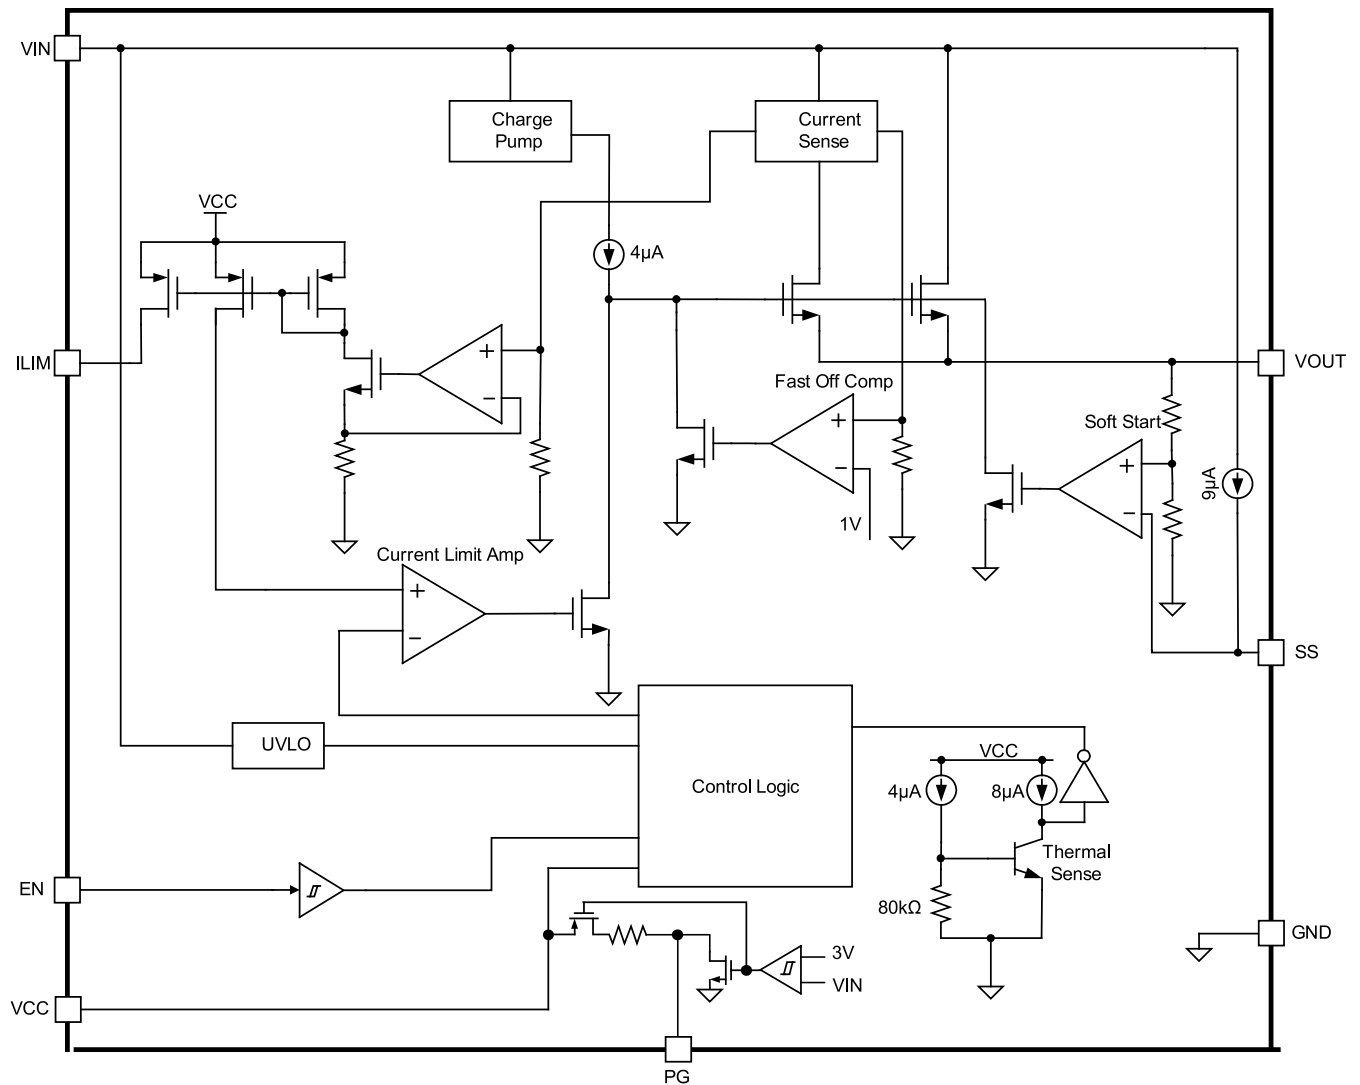 VIN
Charge
Pump
Current
Sense
VCC
4µA
ILIM
+
−
VOUT
Fast Off Comp
+
−
1V
Soft Start
+
−
9µA
Current Limit Amp
+
−
SS
UVLO
Control Logic
VCC
4µA
8µA
Thermal
Sense
80kΩ
EN
GND
3V
VIN
VCC
PG